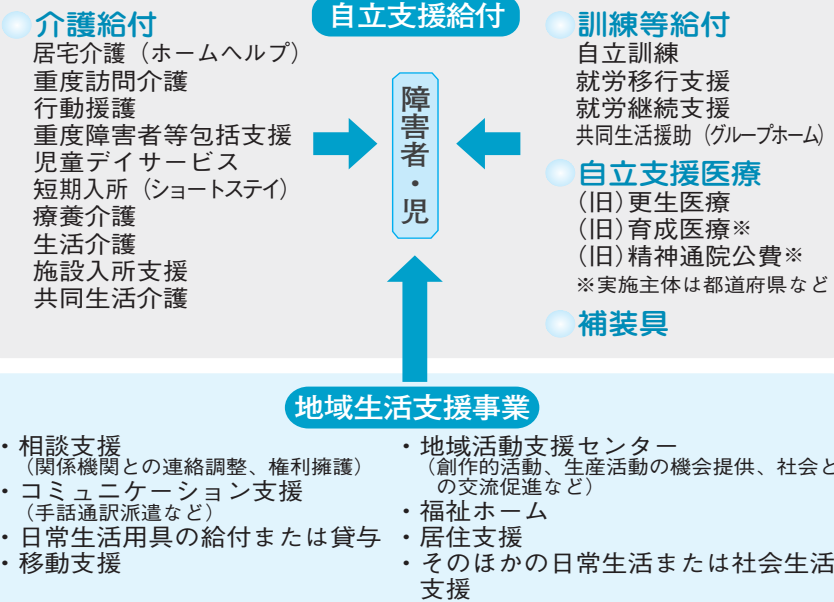 自立支援給付
介護給付
居宅介護（ホームヘルプ）
重度訪問介護
行動援護
重度障害者等包括支援
児童デイサービス
短期入所（ショートステイ）
療養介護
生活介護
施設入所支援
共同生活介護
障害者・児
訓練等給付
自立訓練
就労移行支援
就労継続支援
共同生活援助（グループホーム）
自立支援医療
（旧）更生医療
（旧）育成医療※
（旧）精神通院公費※
※実施主体は都道府県など
補装具
地域生活支援事業
・相談支援
（関係機関との連絡調整、権利擁護）
・コミュニケーション支援
（手話通訳派遣など）
・日常生活用具の給付または貸与
・移動支援
・地域活動支援センター
（創作的活動、生産活動の機会提供、社会と
の交流促進など）
・福祉ホーム
・居住支援
・そのほかの日常生活または社会生活
支援